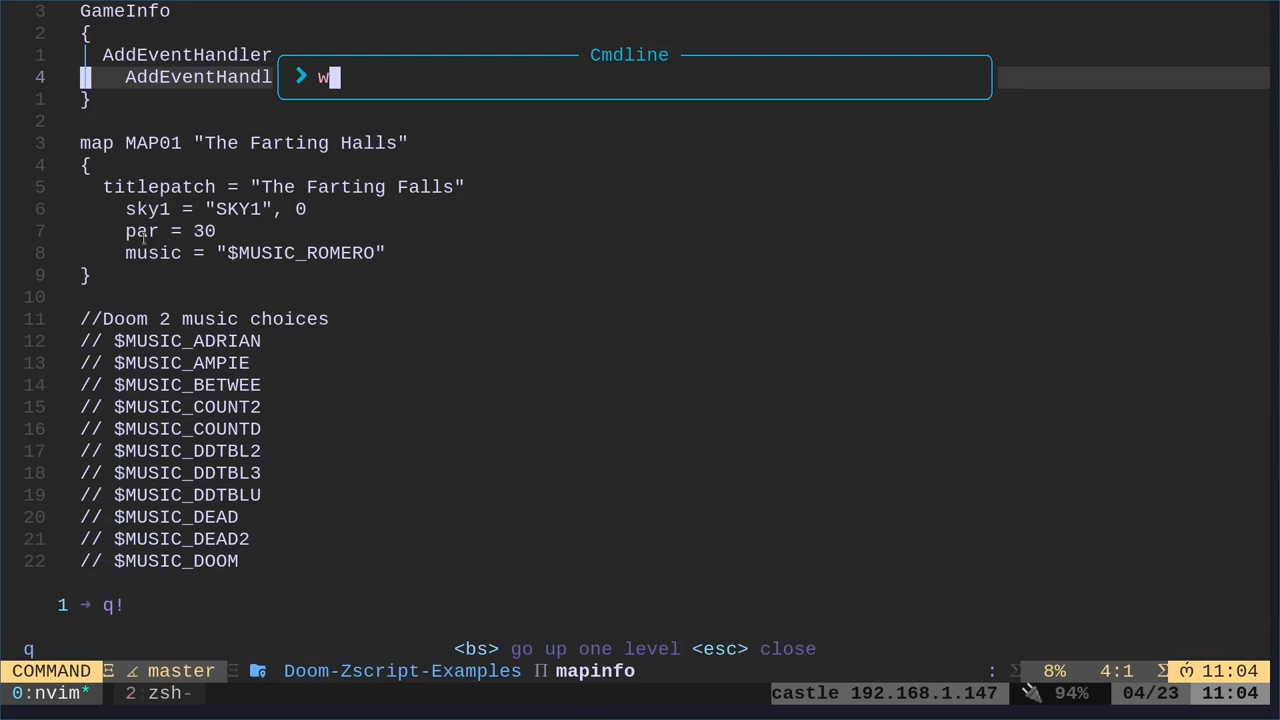 3 GameInfo
2 {
1 AddEventHandler
4 AddEventHandl
Cmdline
w
1 }
2
3 map MAP01 "The Farting Halls"
4 {
5 titlepatch = "The Farting Falls"
6 sky1 = "SKY1", 0
7 par = 30
8 music = "$MUSIC_ROMERO"
9 }
10
11 //Doom 2 music choices
12 // $MUSIC_ADRIAN
13 // $MUSIC_AMPIE
14 // $MUSIC_BETWEE
15 // $MUSIC_COUNT2
16 // $MUSIC_COUNTD
17 // $MUSIC_DDTBL2
18 // $MUSIC_DDTBL3
19 // $MUSIC_DDTBLU
20 // $MUSIC_DEAD
21 // $MUSIC_DEAD2
22 // $MUSIC_DOOM
1 → q!
q <bs> go up one level <esc> close
COMMAND master Doom-Zscript-Examples mapinfo : 8% 4:1 11:04
0:nvim* 2 zsh- castle 192.168.1.147 94% 04/23 11:04